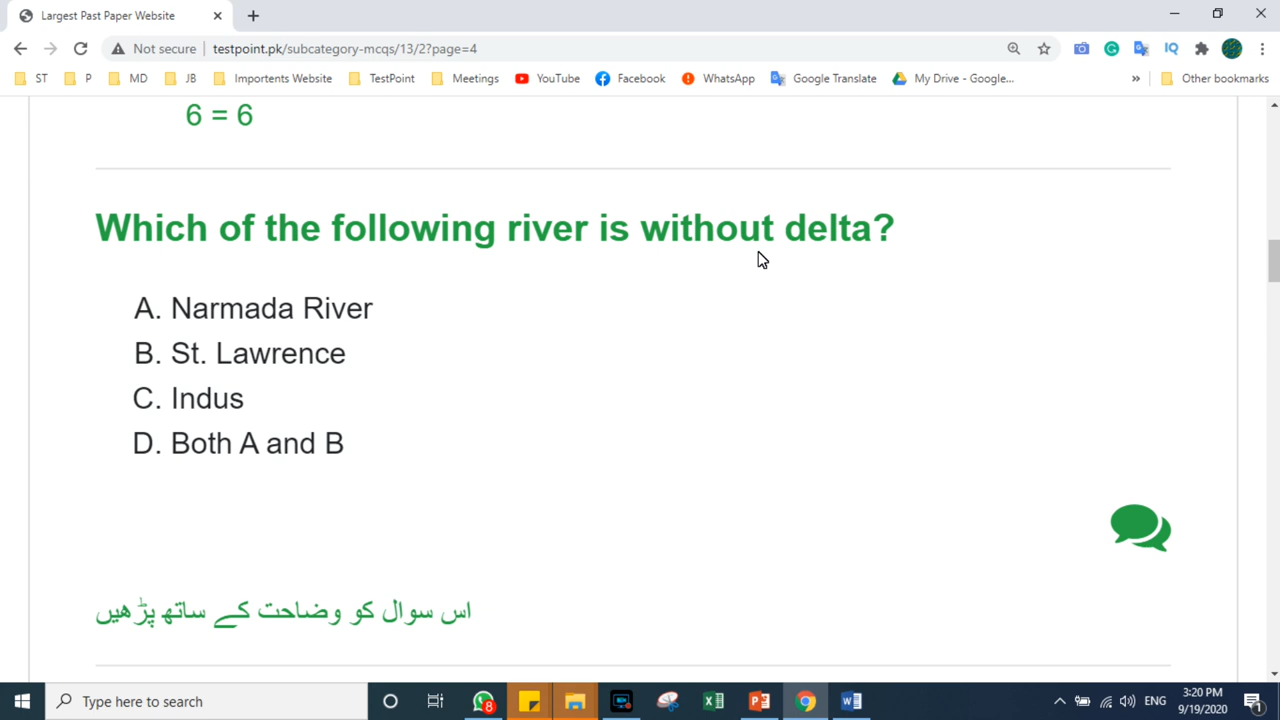 Largest Past Paper Website
Not secure testpoint.pk/subcategory-mcqs/13/2?page=4
IQ
ST P MD JB Importents Website TestPoint Meetings YouTube Facebook WhatsApp Google Translate My Drive - Google... » Other bookmarks
6 = 6
Which of the following river is without delta?
A. Narmada River
B. St. Lawrence
C. Indus
D. Both A and B
اس سوال کو وضاحت کے ساتھ پڑھیں
Type here to search
8
ENG
3:20 PM
9/19/2020
1